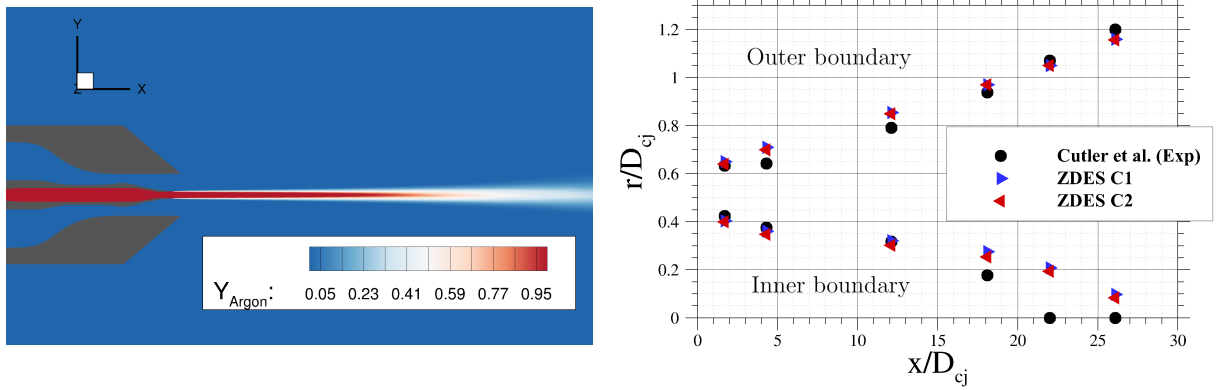 Y
Z
X
Y_Argon:
0.05 0.23 0.41 0.59 0.77 0.95
r/D_cj
1.2
1
0.8
0.6
0.4
0.2
0
Outer boundary
Cutler et al. (Exp)
ZDES C1
ZDES C2
Inner boundary
0 5 10 15 20 25 30
x/D_cj